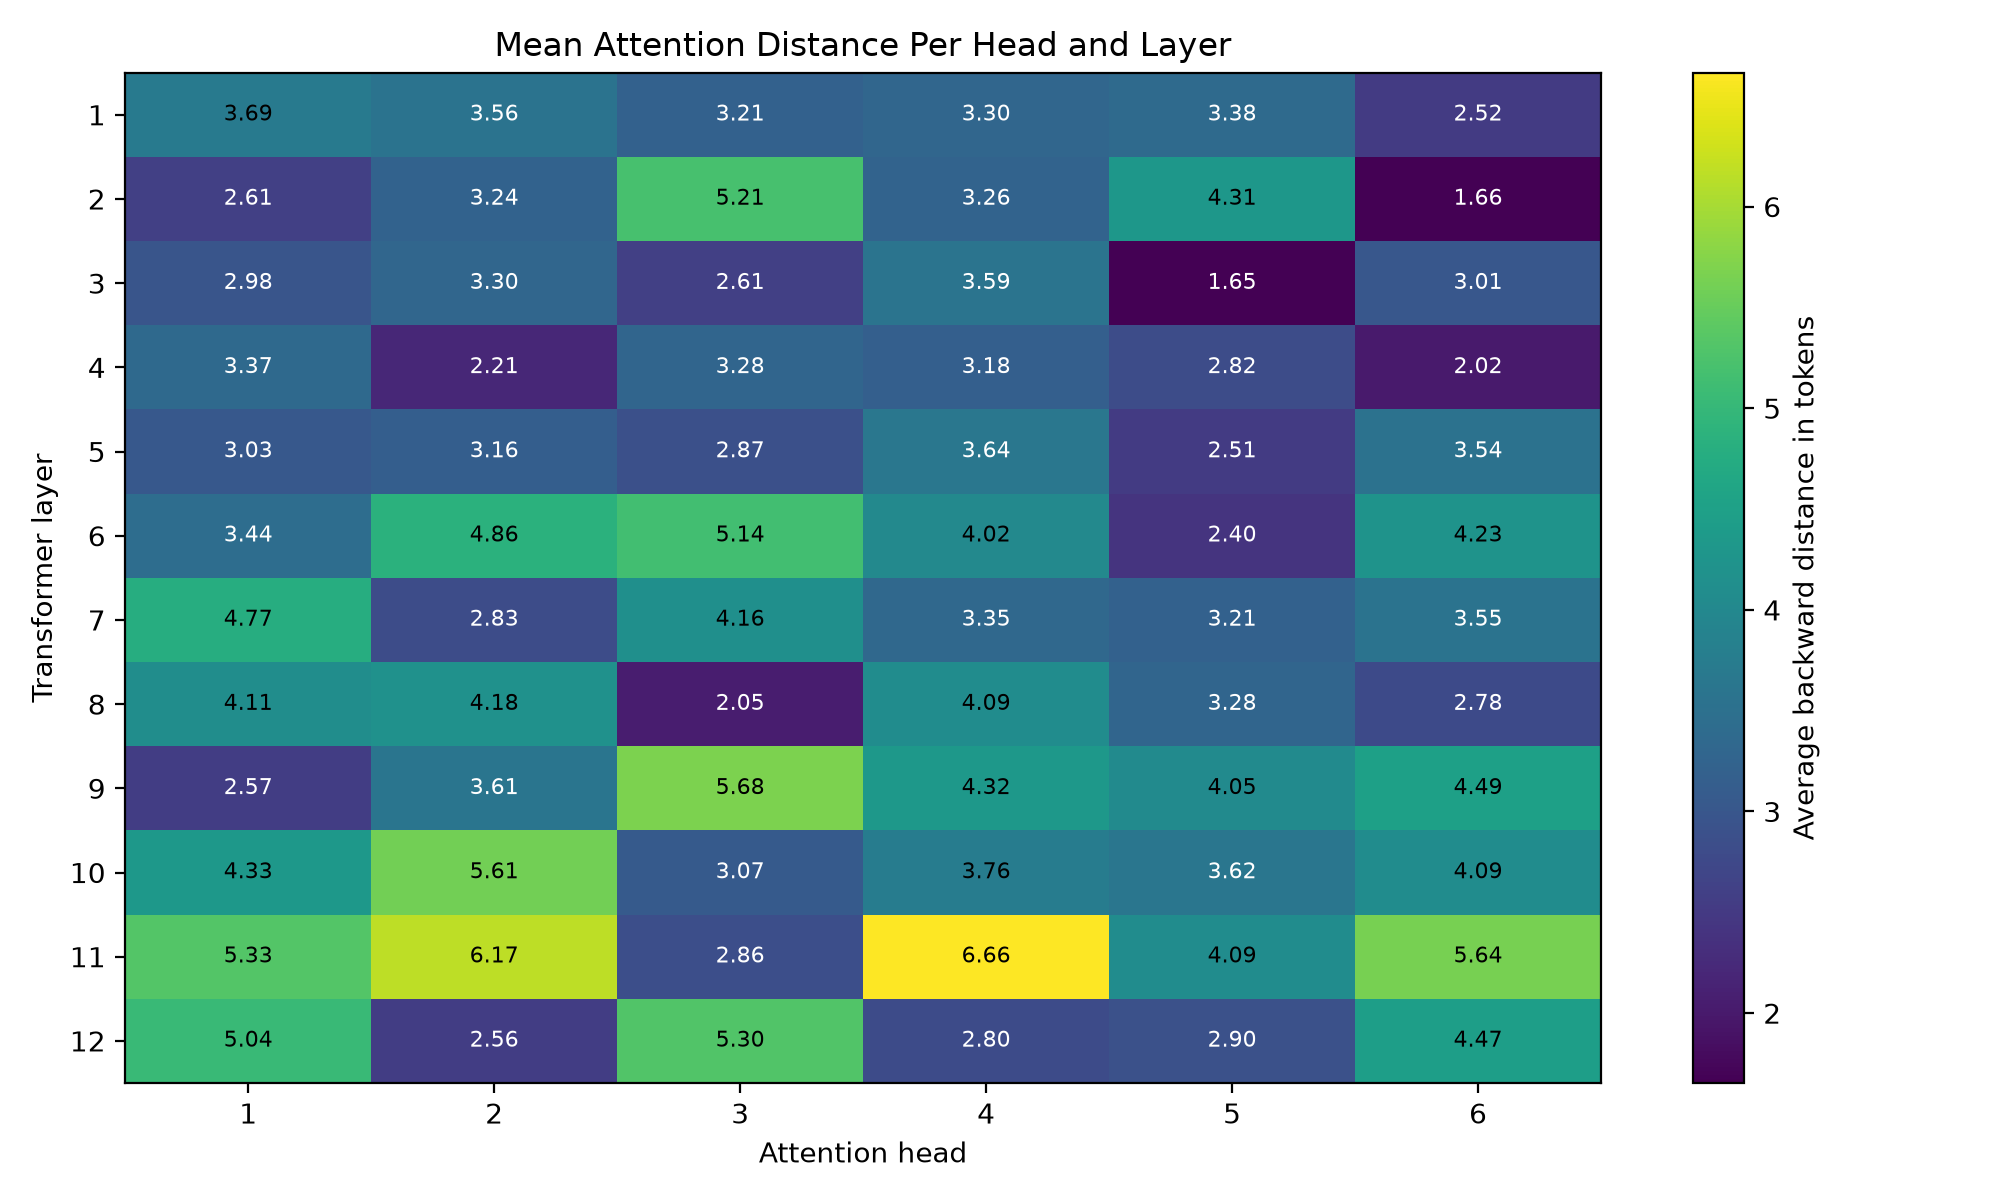 Mean Attention Distance Per Head and Layer
1 3.69 3.56 3.21 3.30 3.38 2.52
2 2.61 3.24 5.21 3.26 4.31 1.66
3 2.98 3.30 2.61 3.59 1.65 3.01
4 3.37 2.21 3.28 3.18 2.82 2.02
5 3.03 3.16 2.87 3.64 2.51 3.54
6 3.44 4.86 5.14 4.02 2.40 4.23
7 4.77 2.83 4.16 3.35 3.21 3.55
8 4.11 4.18 2.05 4.09 3.28 2.78
9 2.57 3.61 5.68 4.32 4.05 4.49
10 4.33 5.61 3.07 3.76 3.62 4.09
11 5.33 6.17 2.86 6.66 4.09 5.64
12 5.04 2.56 5.30 2.80 2.90 4.47
1 2 3 4 5 6
Attention head
Transformer layer
6
5
4
3
2
Average backward distance in tokens